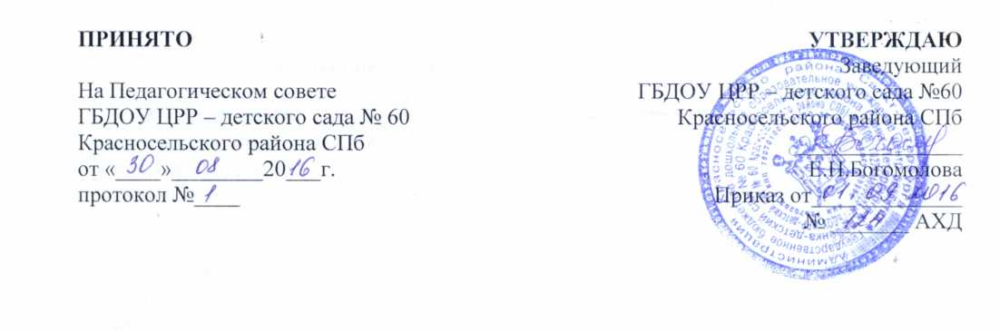 ПРИНЯТО
На Педагогическом совете
ГБДОУ ЦРР – детского сада № 60
Красносельского района СПб
от «30» 08 2016 г.
протокол № 1
УТВЕРЖДАЮ
Заведующий
ГБДОУ ЦРР – детского сада №60
Красносельского района СПб
Е.Н.Богомолова
Приказ от 01.09.2016
№ АХД